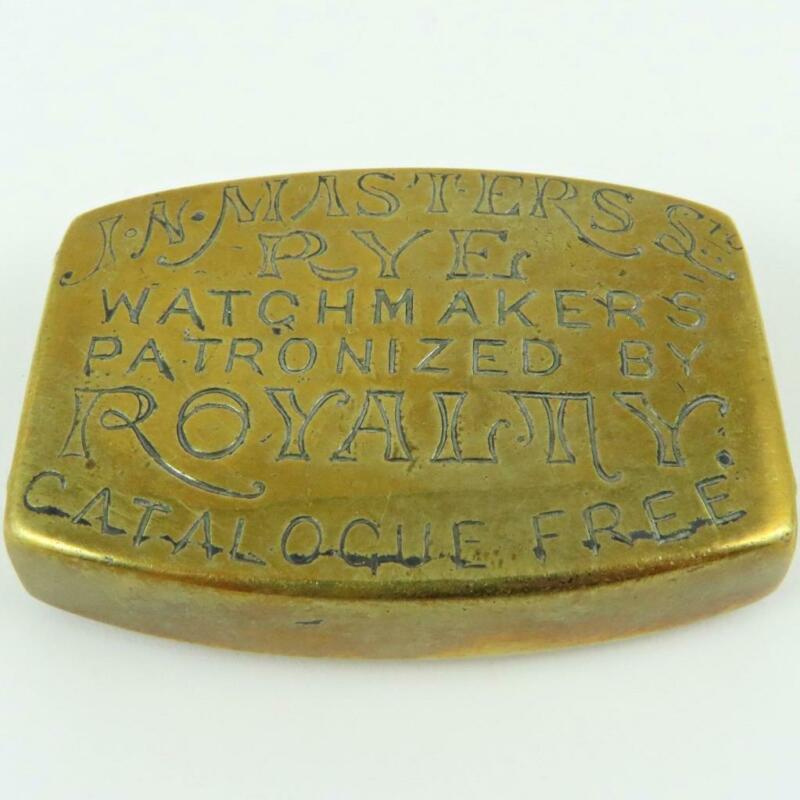 J·N·MASTERS LTD
RYE
WATCHMAKERS
PATRONIZED BY
ROYALTY.
CATALOGUE FREE.